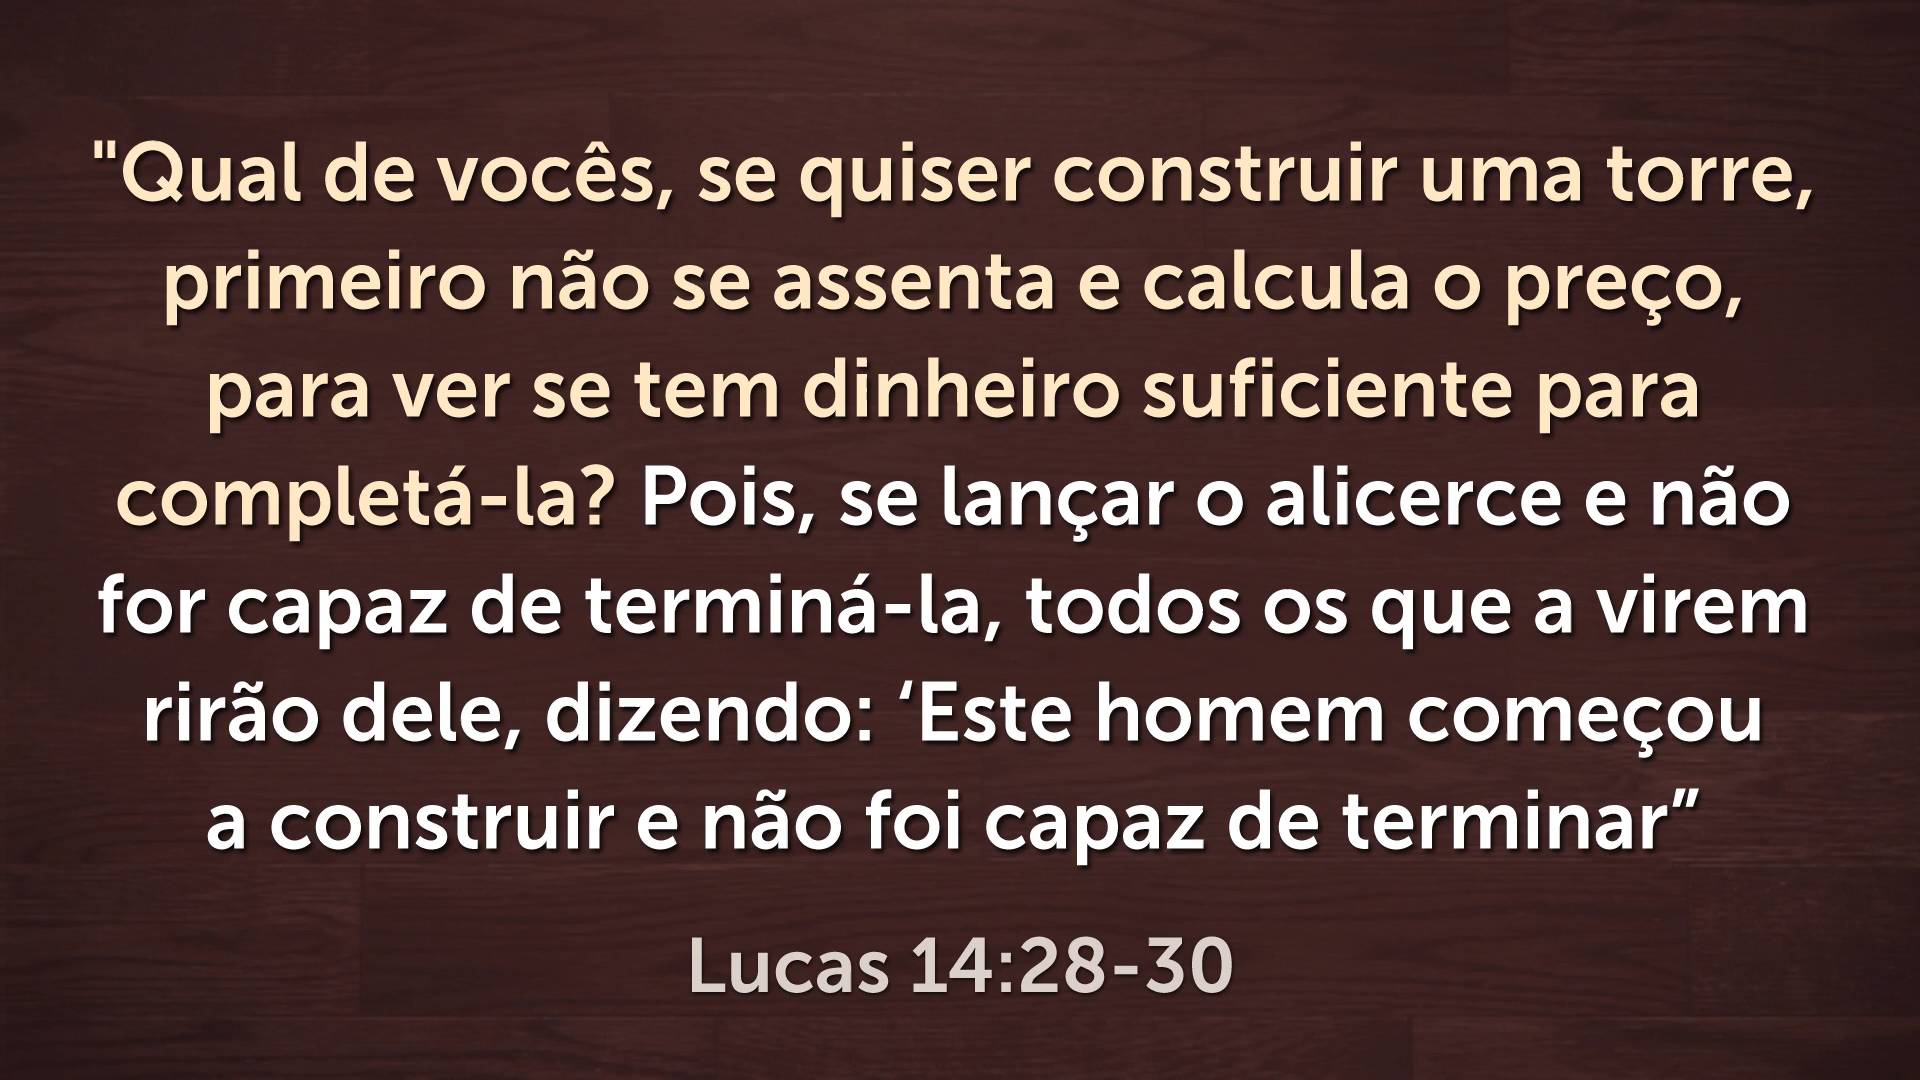 "Qual de vocês, se quiser construir uma torre,
primeiro não se assenta e calcula o preço,
para ver se tem dinheiro suficiente para
completá-la? Pois, se lançar o alicerce e não
for capaz de terminá-la, todos os que a virem
rirão dele, dizendo: ‘Este homem começou
a construir e não foi capaz de terminar”
Lucas 14:28-30